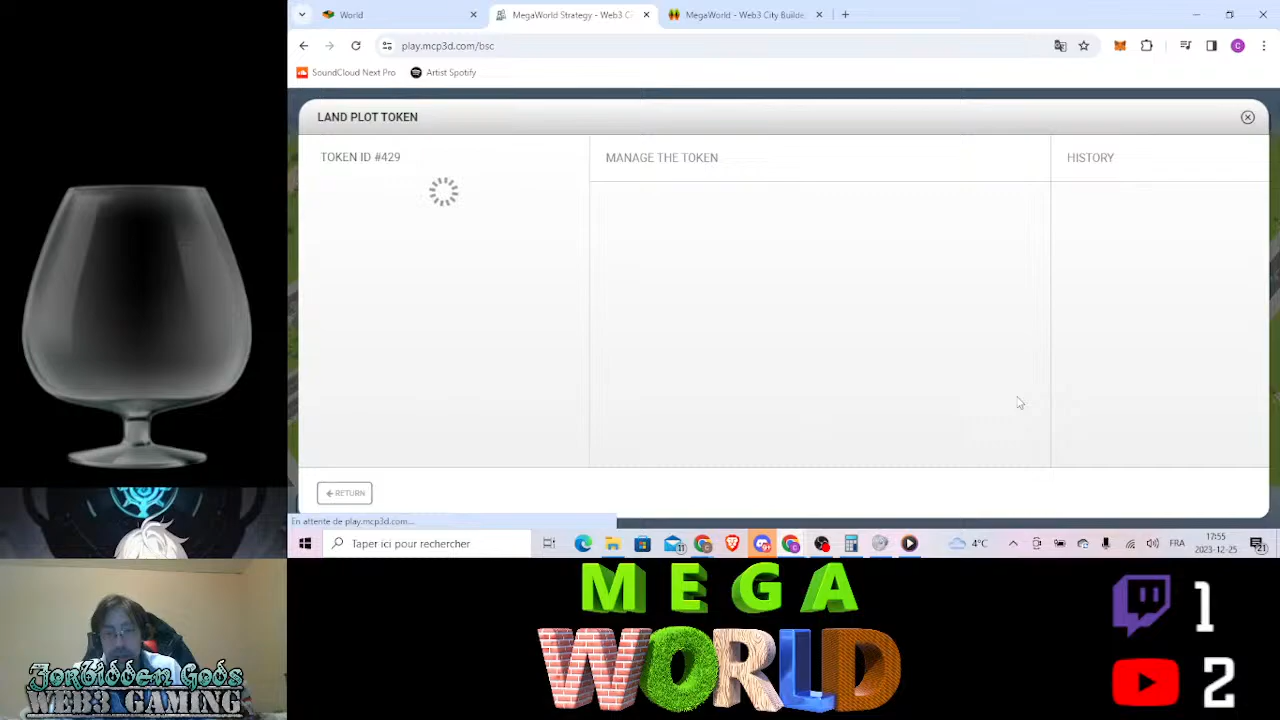 World
MegaWorld Strategy - Web3 Ci
MegaWorld - Web3 City Builde
play.mcp3d.com/bsc
SoundCloud Next Pro
Artist Spotify
LAND PLOT TOKEN
TOKEN ID #429
MANAGE THE TOKEN
HISTORY
RETURN
En attente de play.mcp3d.com...
Taper ici pour rechercher
4°C
FRA
17:55
2023-12-25
MEGA
WORLD
1
2
Forbidden Gods
WEB3 GAMING